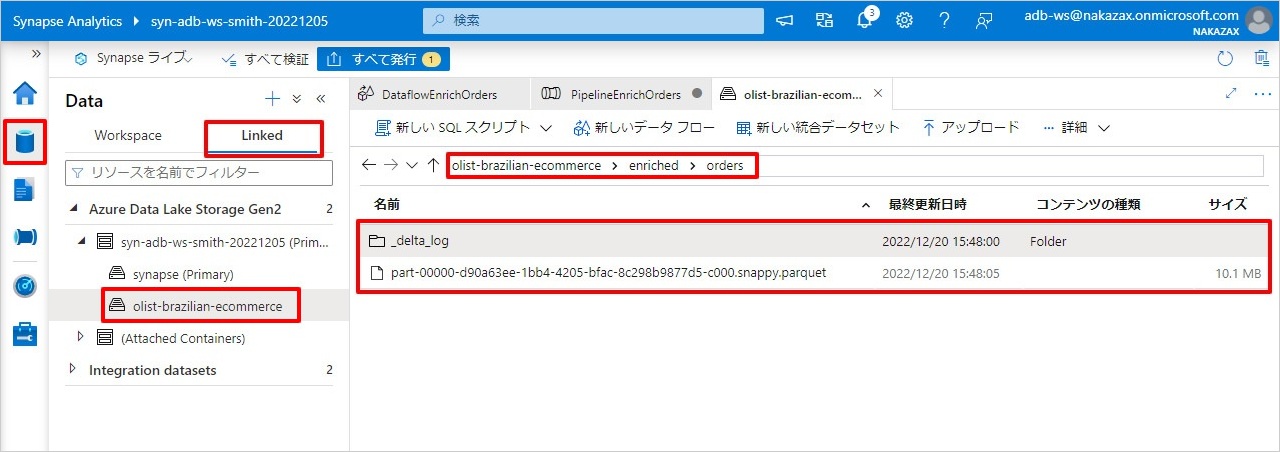 Synapse Analytics › syn-adb-ws-smith-20221205
検索
3
adb-ws@nakazax.onmicrosoft.com
NAKAZAX
Synapse ライブ
すべて検証
すべて発行 1
Data
Workspace
Linked
リソースを名前でフィルター
Azure Data Lake Storage Gen2 2
syn-adb-ws-smith-20221205 (Prim...
synapse (Primary)
olist-brazilian-ecommerce
(Attached Containers)
Integration datasets 2
DataflowEnrichOrders
PipelineEnrichOrders
olist-brazilian-ecom...
新しい SQL スクリプト
新しいデータ フロー
新しい統合データセット
アップロード
詳細
olist-brazilian-ecommerce › enriched › orders
名前 最終更新日時 コンテンツの種類 サイズ
_delta_log 2022/12/20 15:48:00 Folder
part-00000-d90a63ee-1bb4-4205-bfac-8c298b9877d5-c000.snappy.parquet 2022/12/20 15:48:05 10.1 MB